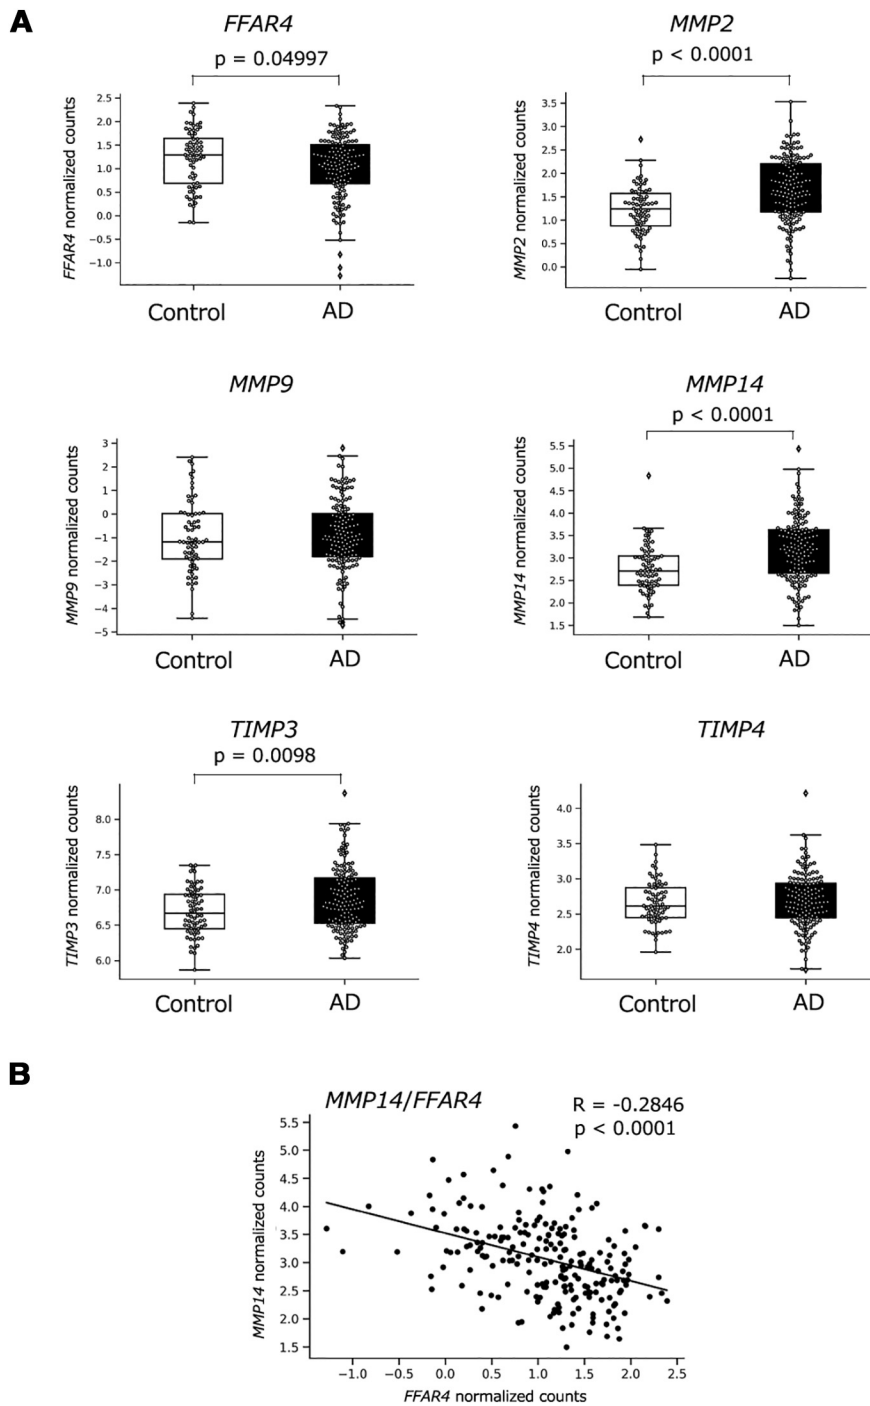 A
FFAR4
p = 0.04997
FFAR4 normalized counts
2.5
2.0
1.5
1.0
0.5
0.0
−0.5
−1.0
Control
AD
MMP2
p < 0.0001
MMP2 normalized counts
3.5
3.0
2.5
2.0
1.5
1.0
0.5
0.0
Control
AD
MMP9
MMP9 normalized counts
3
2
1
0
−1
−2
−3
−4
−5
Control
AD
MMP14
p < 0.0001
MMP14 normalized counts
5.5
5.0
4.5
4.0
3.5
3.0
2.5
2.0
1.5
Control
AD
TIMP3
p = 0.0098
TIMP3 normalized counts
8.0
7.5
7.0
6.5
6.0
Control
AD
TIMP4
TIMP4 normalized counts
4.0
3.5
3.0
2.5
2.0
Control
AD
B
MMP14/FFAR4
R = -0.2846
p < 0.0001
MMP14 normalized counts
5.5
5.0
4.5
4.0
3.5
3.0
2.5
2.0
1.5
−1.0 −0.5 0.0 0.5 1.0 1.5 2.0 2.5
FFAR4 normalized counts